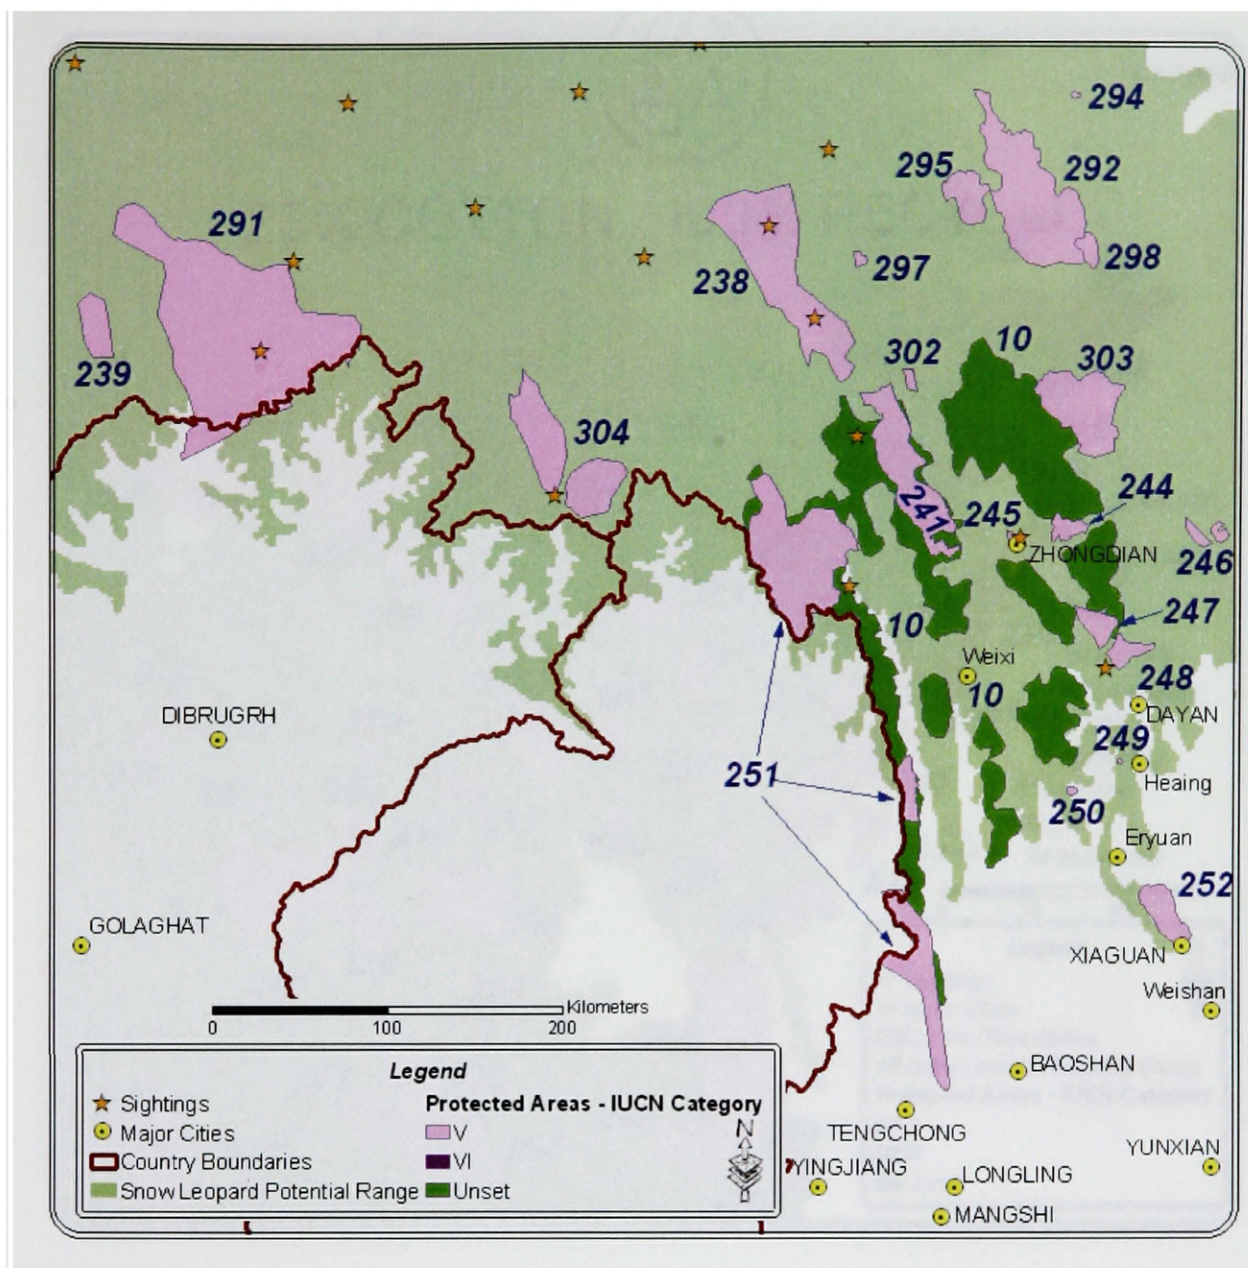 294
295
292
291
298
238
297
239
302
10
303
304
244
241
245
ZHONGDIAN
246
10
247
Weixi
10
248
DIBRUGRH
DAYAN
249
251
Heaing
250
Eryuan
252
GOLAGHAT
XIAGUAN
Weishan
Kilometers
0 100 200
BAOSHAN
Legend
Sightings
Protected Areas - IUCN Category
Major Cities
V
N
Country Boundaries
VI
Snow Leopard Potential Range
Unset
TENGCHONG
YUNXIAN
YINGJIANG
LONGLING
MANGSHI